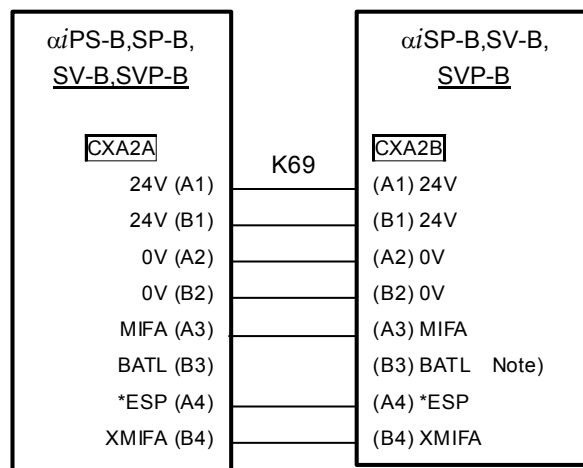 αiPS-B,SP-B,
SV-B,SVP-B
αiSP-B,SV-B,
SVP-B
CXA2A
K69
CXA2B
24V (A1)
(A1) 24V
24V (B1)
(B1) 24V
0V (A2)
(A2) 0V
0V (B2)
(B2) 0V
MIFA (A3)
(A3) MIFA
BATL (B3)
(B3) BATL Note)
*ESP (A4)
(A4) *ESP
XMIFA (B4)
(B4) XMIFA